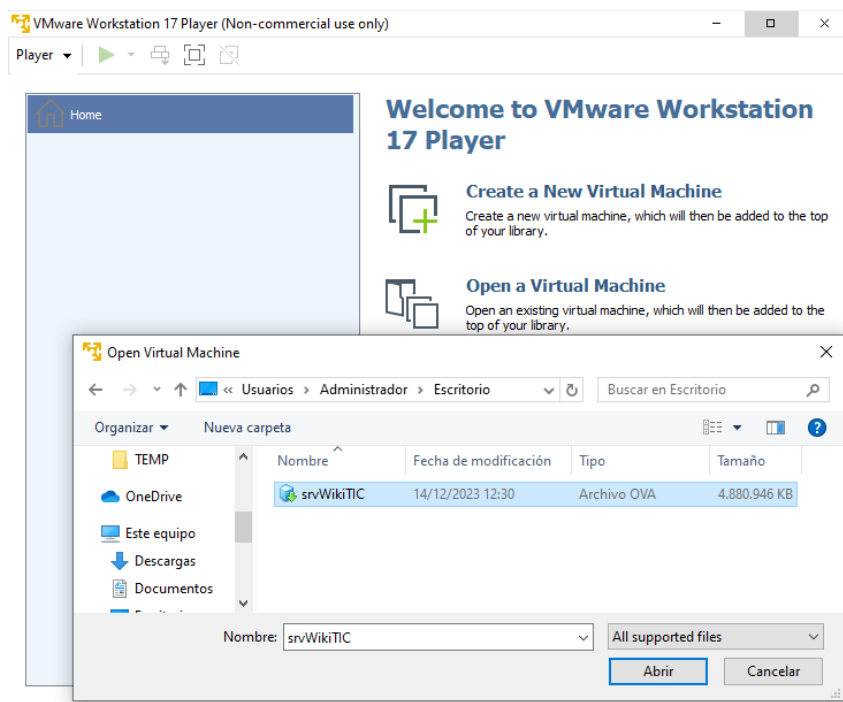 VMware Workstation 17 Player (Non-commercial use only)
Player
Home
Welcome to VMware Workstation
17 Player
Create a New Virtual Machine
Create a new virtual machine, which will then be added to the top
of your library.
Open a Virtual Machine
Open an existing virtual machine, which will then be added to the
top of your library.
Open Virtual Machine
« Usuarios › Administrador › Escritorio
Buscar en Escritorio
Organizar
Nueva carpeta
TEMP
OneDrive
Este equipo
Descargas
Documentos
Nombre
Fecha de modificación
Tipo
Tamaño
srvWikiTIC
14/12/2023 12:30
Archivo OVA
4.880.946 KB
Nombre:
srvWikiTIC
All supported files
Abrir
Cancelar